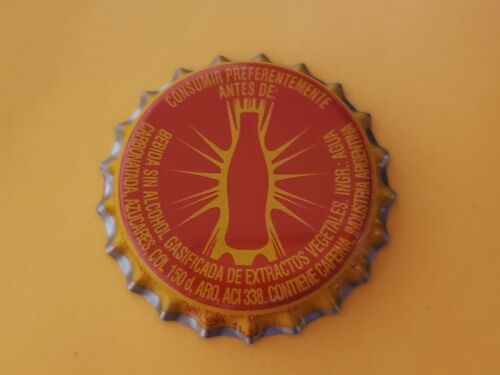 CONSUMIR PREFERENTEMENTE
ANTES DE:
BEBIDA SIN ALCOHOL GASIFICADA DE EXTRACTOS VEGETALES. INGR.: AGUA
CARBONATADA, AZUCARES, COL 150 d, ARO, ACI 338. CONTIENE CAFEINA. INDUSTRIA ARGENTINA